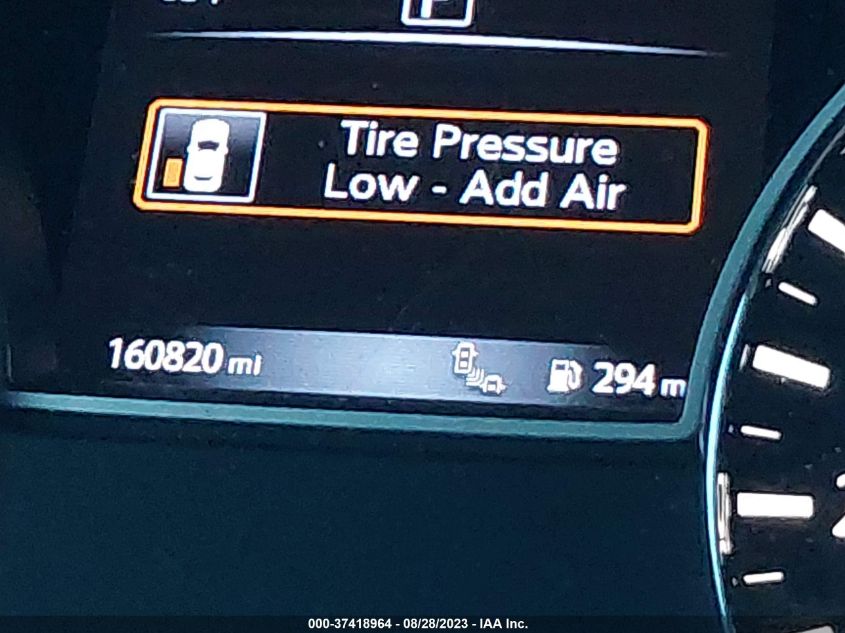 P
Tire Pressure
Low - Add Air
160820 mi
294 m
000-37418964 - 08/28/2023 - IAA Inc.